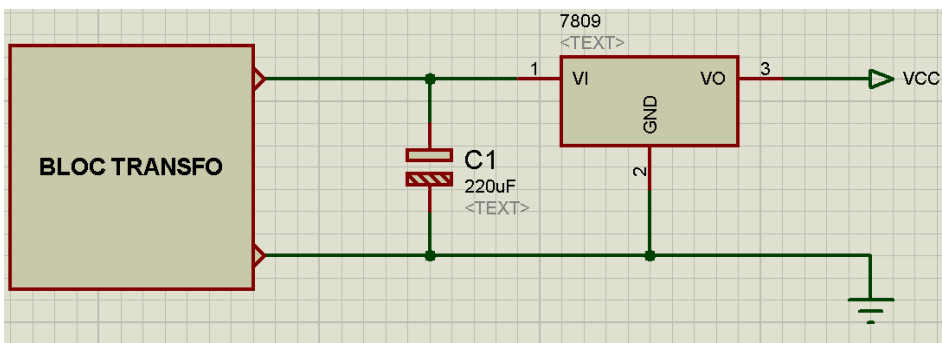 7809
<TEXT>
1
VI
VO
3
VCC
GND
2
BLOC TRANSFO
C1
220uF
<TEXT>